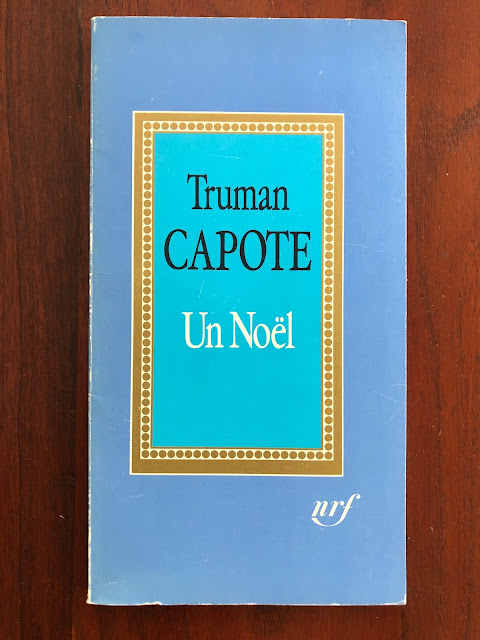 Truman
CAPOTE
Un Noël
nrf